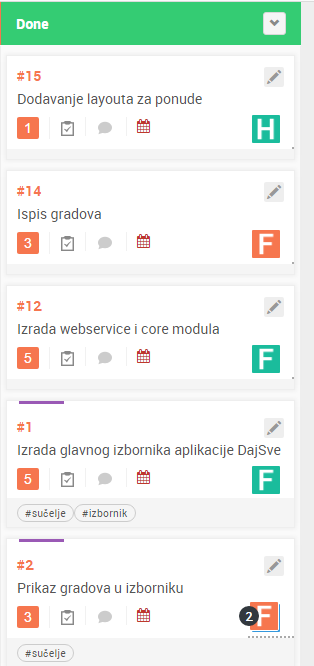 Done
#15
Dodavanje layouta za ponude
1
H
#14
Ispis gradova
3
F
#12
Izrada webservice i core modula
5
F
#1
Izrada glavnog izbornika aplikacije DajSve
5
F
#sučelje #izbornik
#2
Prikaz gradova u izborniku
3
2 F
#sučelje